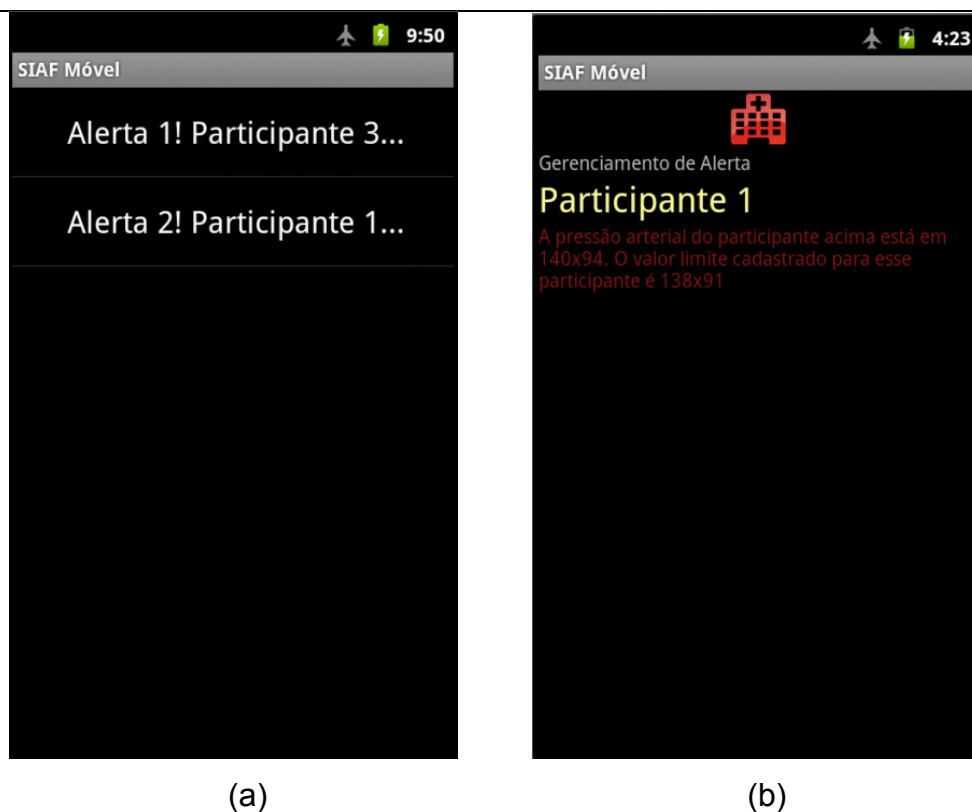 9:50
SIAF Móvel
Alerta 1! Participante 3...
Alerta 2! Participante 1...
(a)
4:23
SIAF Móvel
Gerenciamento de Alerta
Participante 1
A pressão arterial do participante acima está em
140x94. O valor limite cadastrado para esse
participante é 138x91
(b)